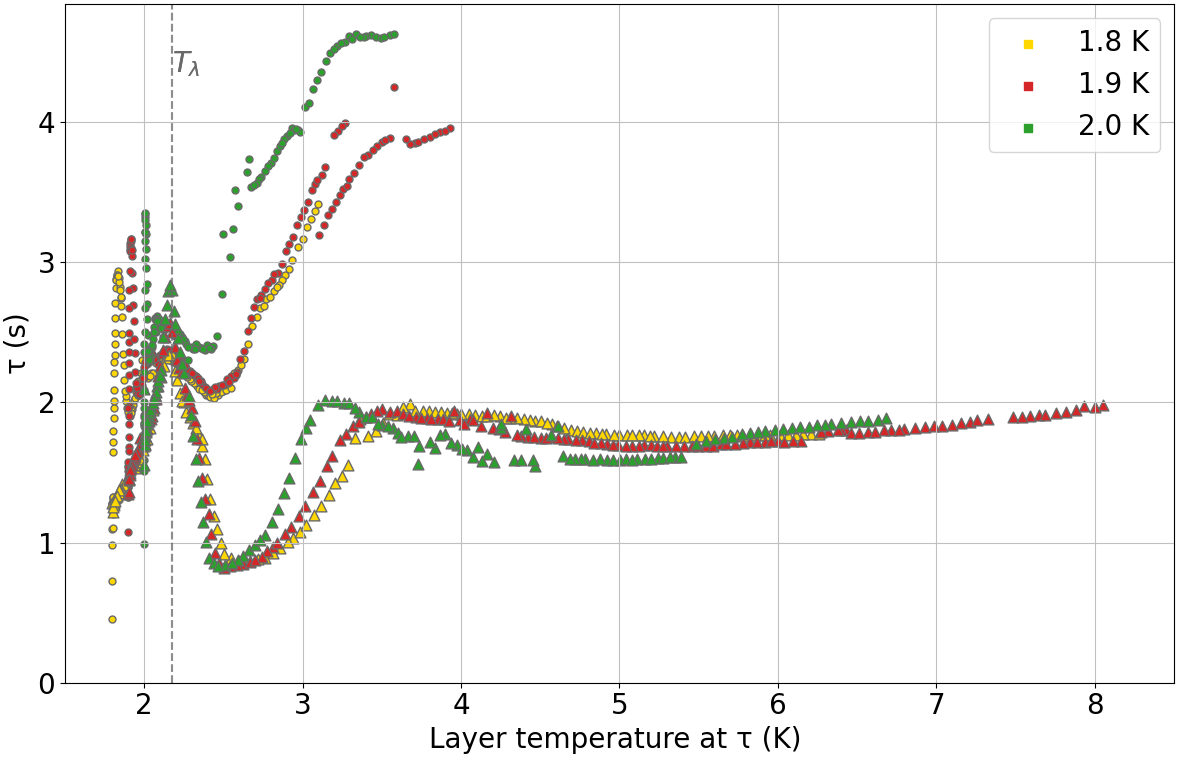 T_λ
1.8 K
1.9 K
2.0 K
4
3
2
1
0
τ (s)
2 3 4 5 6 7 8
Layer temperature at τ (K)